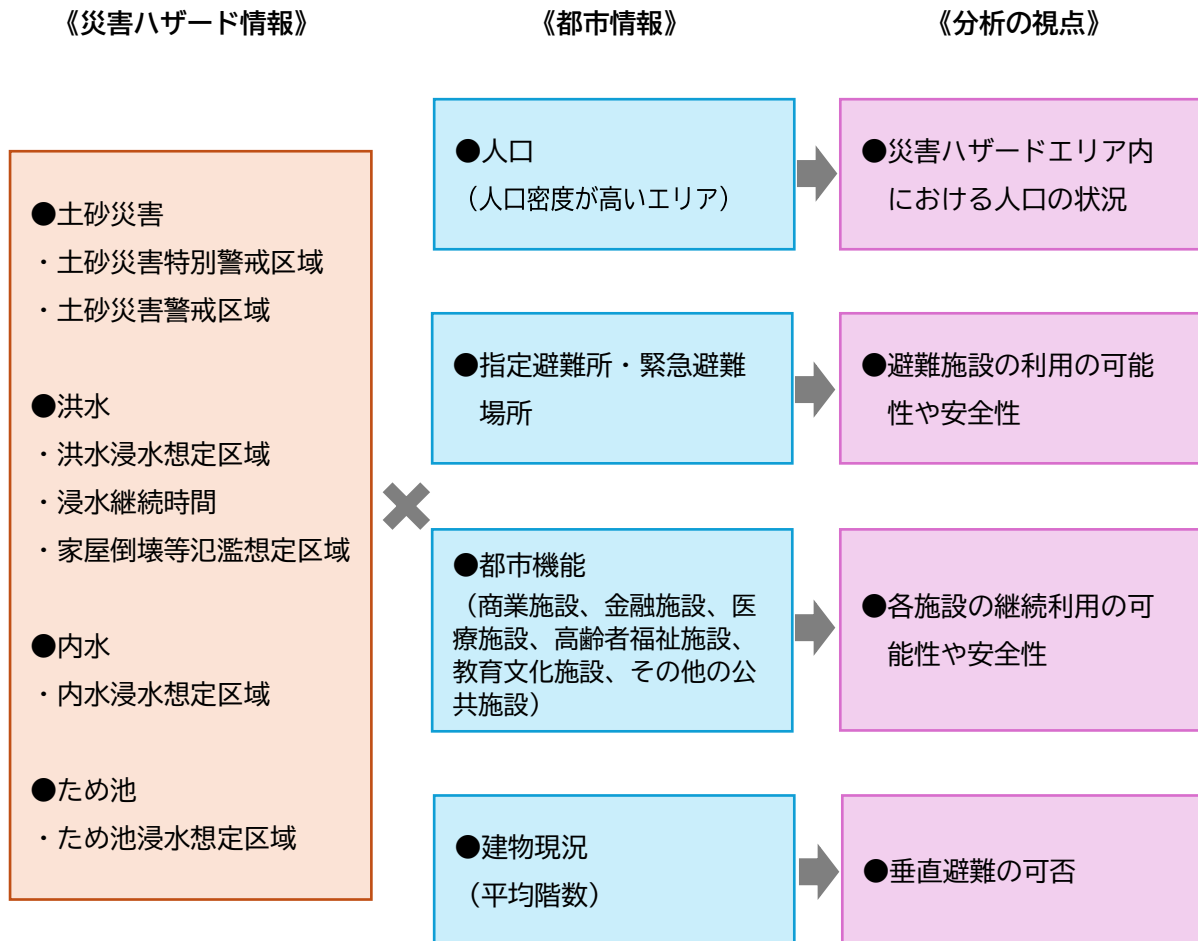 《災害ハザード情報》
《都市情報》
《分析の視点》
●土砂災害
・土砂災害特別警戒区域
・土砂災害警戒区域
●洪水
・洪水浸水想定区域
・浸水継続時間
・家屋倒壊等氾濫想定区域
●内水
・内水浸水想定区域
●ため池
・ため池浸水想定区域
●人口
（人口密度が高いエリア）
●災害ハザードエリア内
における人口の状況
●指定避難所・緊急避難
場所
●避難施設の利用の可能
性や安全性
●都市機能
（商業施設、金融施設、医
療施設、高齢者福祉施設、
教育文化施設、その他の公
共施設）
●各施設の継続利用の可
能性や安全性
●建物現況
（平均階数）
●垂直避難の可否